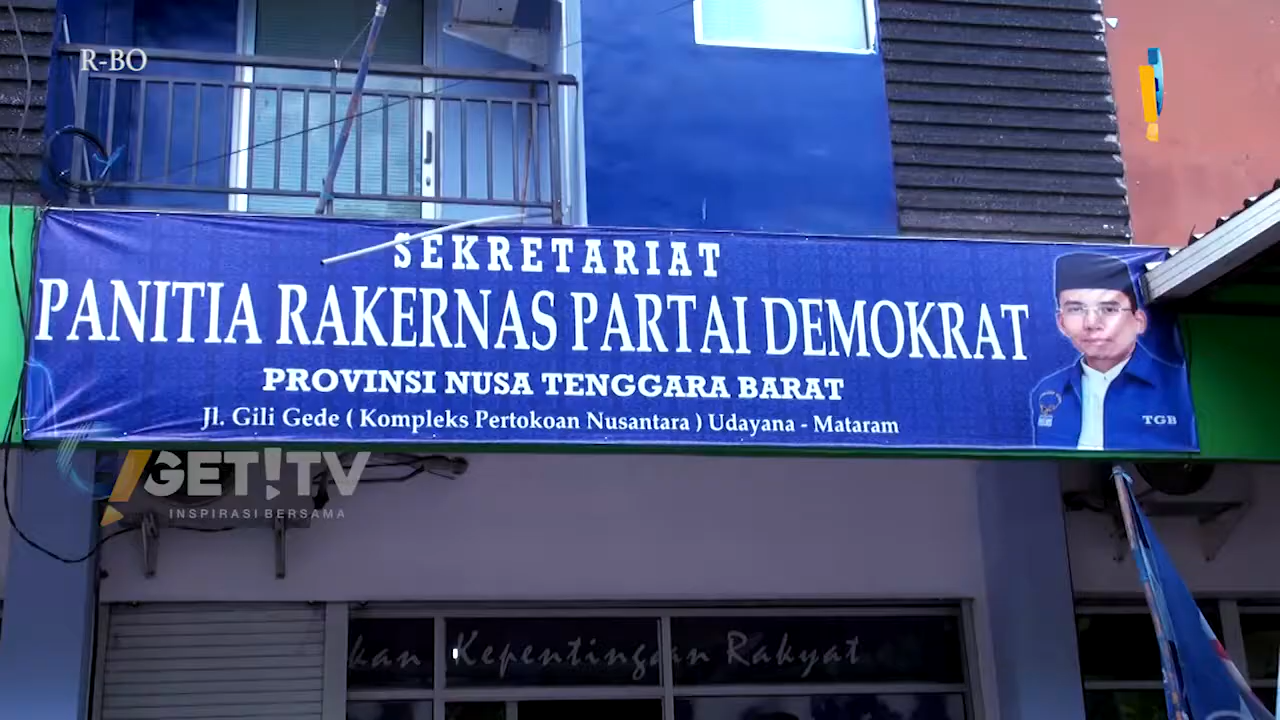 R-BO
SEKRETARIAT
PANITIA RAKERNAS PARTAI DEMOKRAT
PROVINSI NUSA TENGGARA BARAT
Jl. Gili Gede ( Kompleks Pertokoan Nusantara ) Udayana - Mataram
TGB
GET!TV
INSPIRASI BERSAMA
kan Kepentingan Rakyat